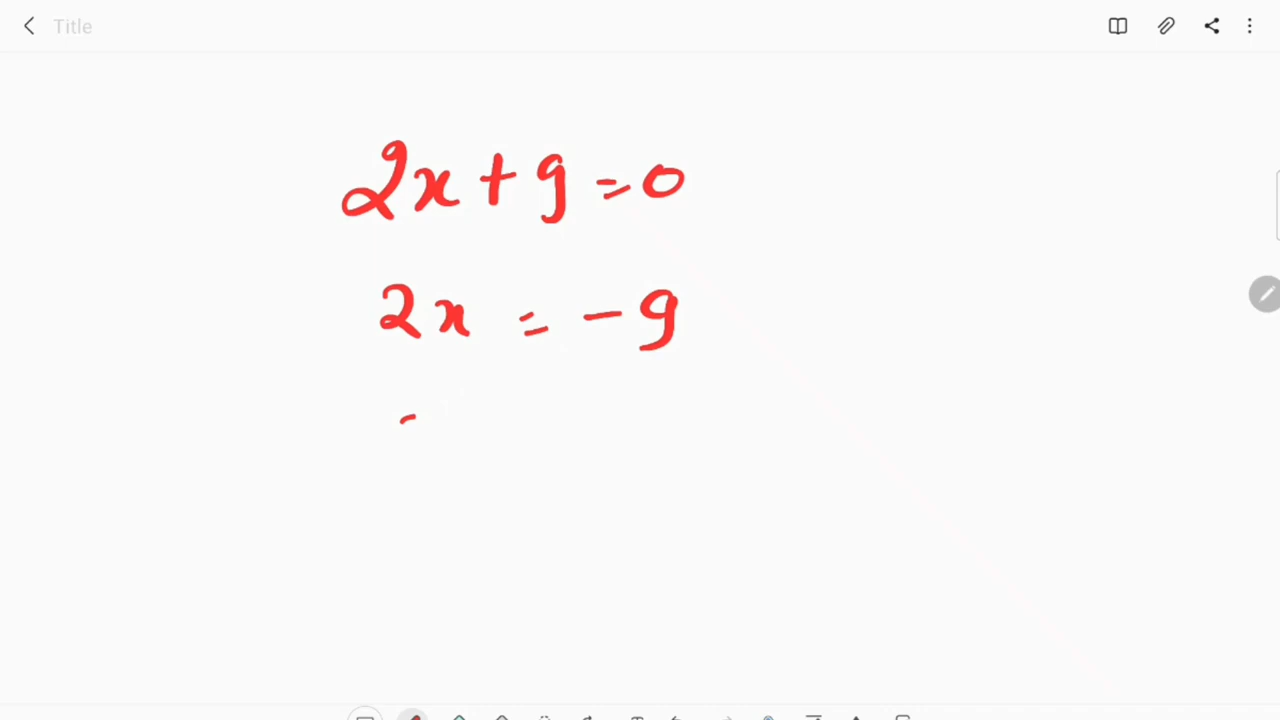 Title
2x + 9 = 0
2x = - 9